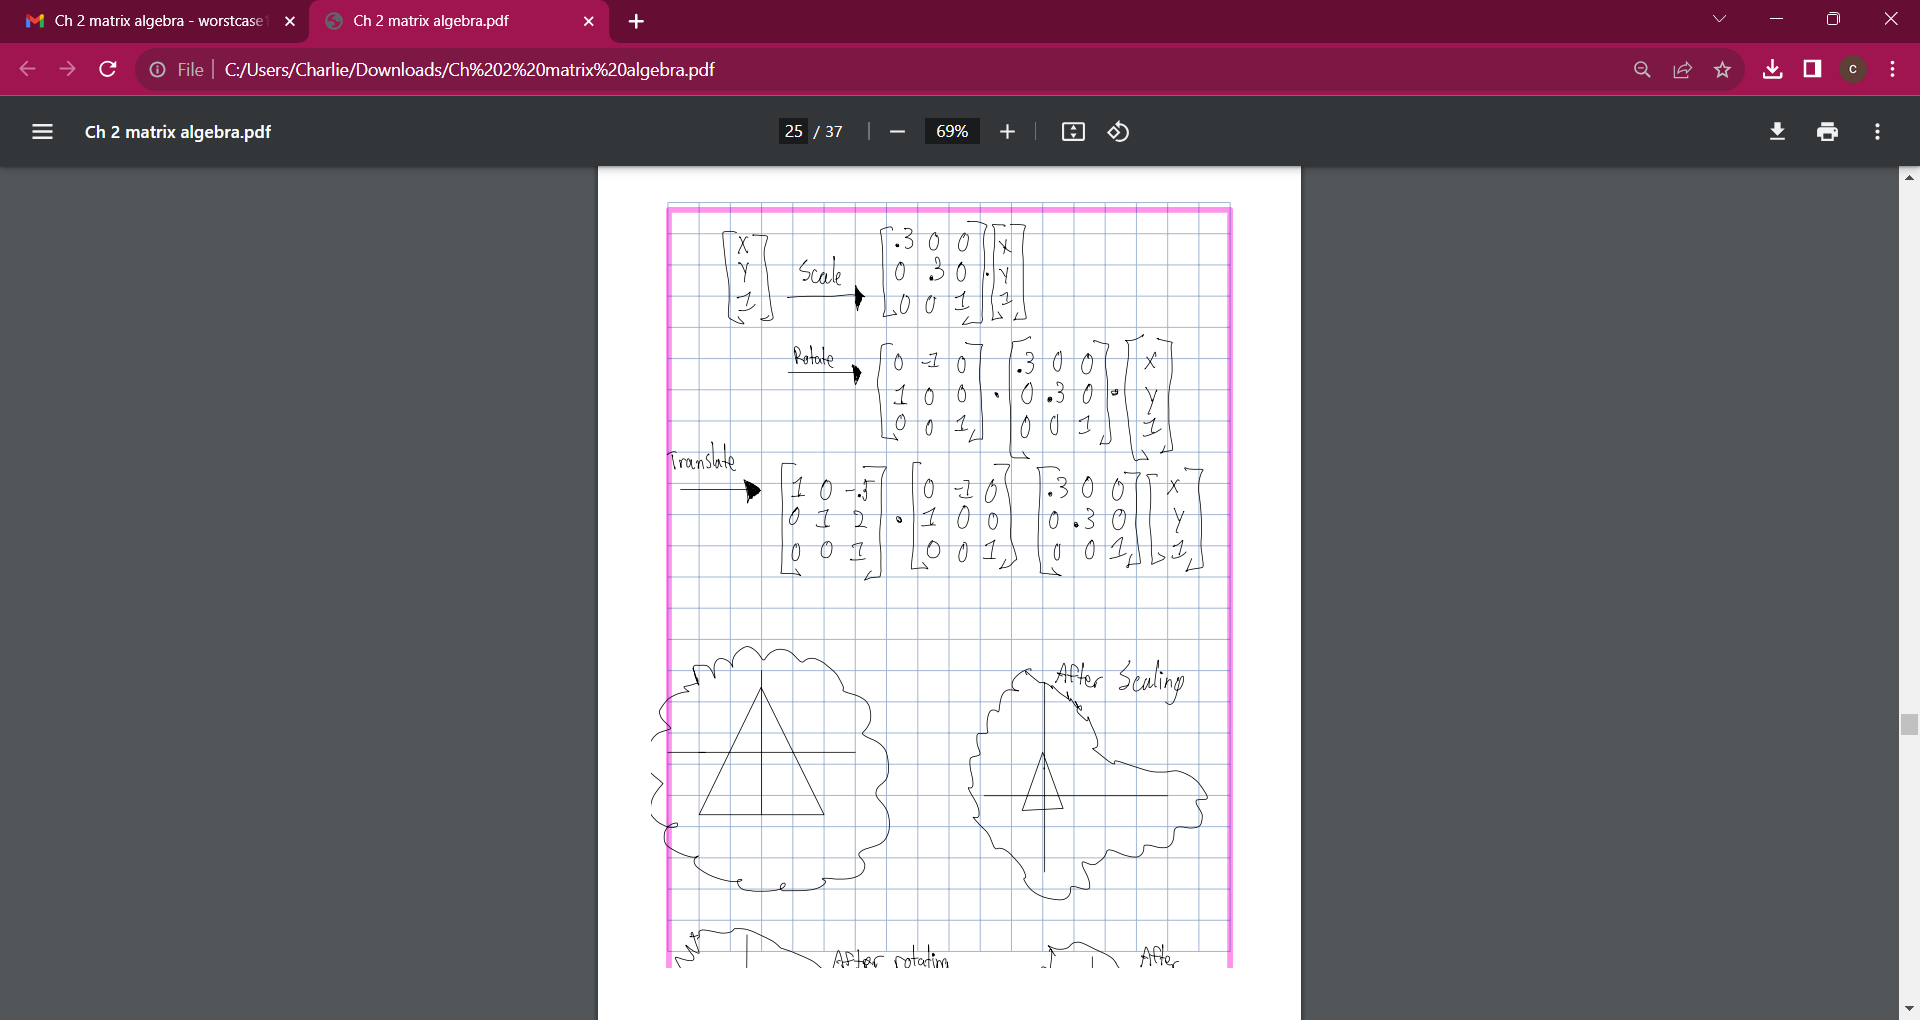 Ch 2 matrix algebra - worstcase1
Ch 2 matrix algebra.pdf
File
C:/Users/Charlie/Downloads/Ch%202%20matrix%20algebra.pdf
C
Ch 2 matrix algebra.pdf
25 / 37
69%
X .3 0 0 X
Y Scale 0 .3 0 · Y
1 0 0 1 1
Rotate 0 -1 0 .3 0 0 X
1 0 0 · 0 .3 0 · Y
0 0 1 0 0 1 1
Translate
1 0 -.5 0 -1 0 .3 0 0 X
0 1 2 · 1 0 0 0 .3 0 Y
0 0 1 0 0 1 0 0 1 1
After Scaling
After rotating
After